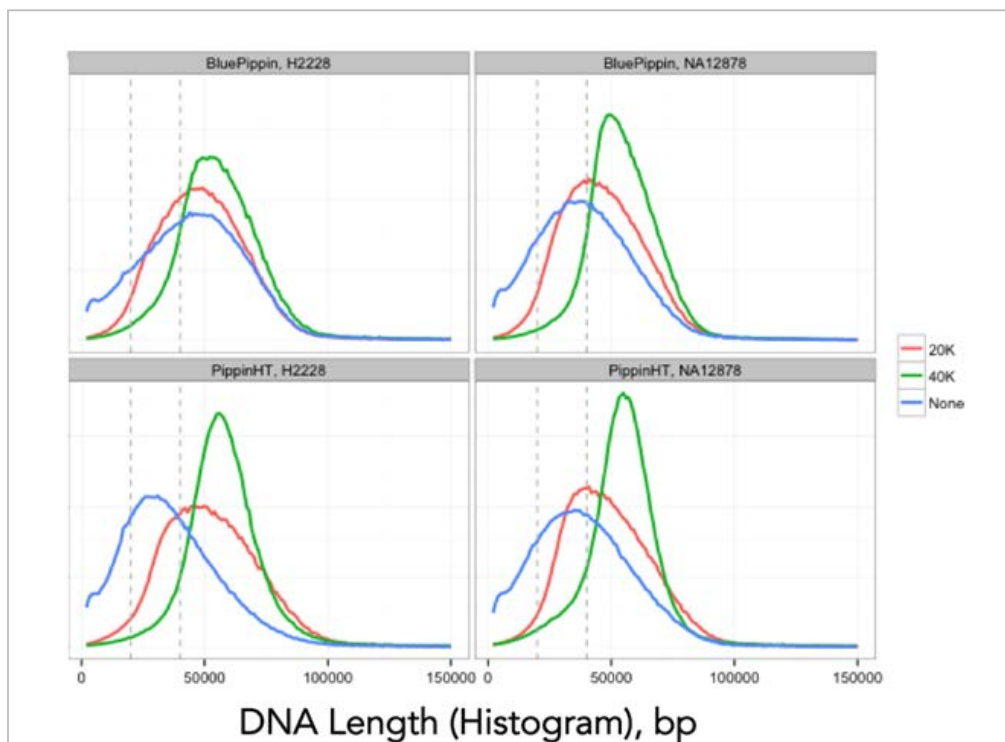 BluePippin, H2228
BluePippin, NA12878
PippinHT, H2228
PippinHT, NA12878
20K
40K
None
0 50000 100000 150000 0 50000 100000 150000
DNA Length (Histogram), bp